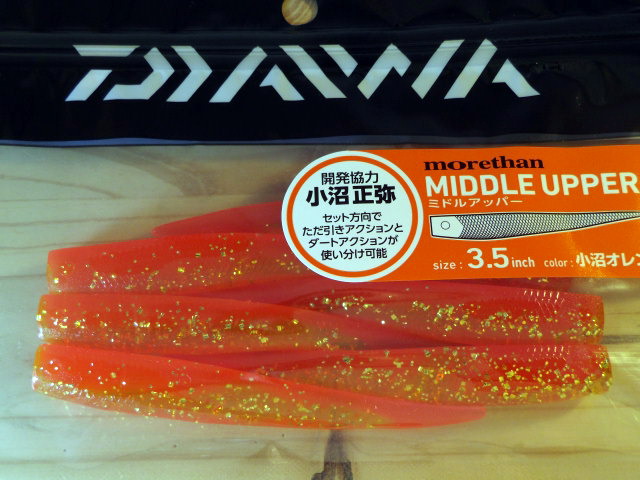 DAIWA
開発協力
小沼 正弥
セット方向で
ただ引きアクションと
ダートアクションが
使い分け可能
morethan
MIDDLE UPPER
ミドルアッパー
size : 3.5inch color : 小沼オレン